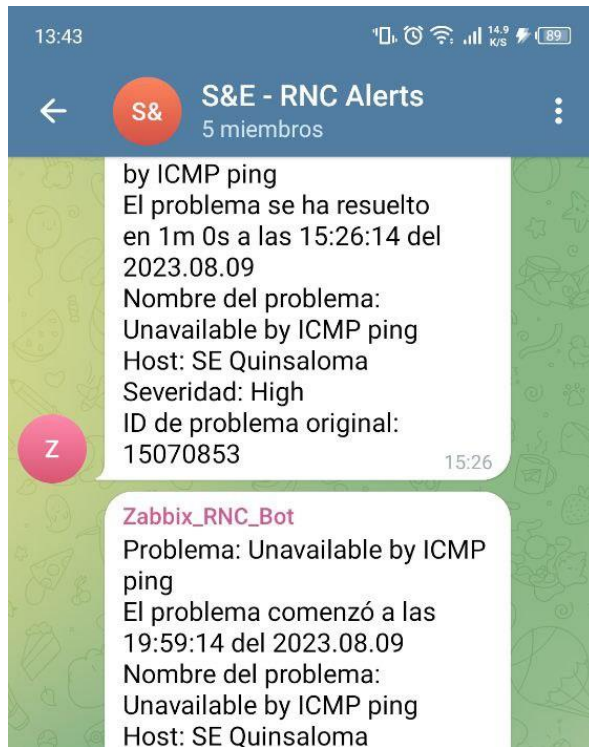 13:43
14.9
K/S
89
S&
S&E - RNC Alerts
5 miembros
by ICMP ping
El problema se ha resuelto
en 1m 0s a las 15:26:14 del
2023.08.09
Nombre del problema:
Unavailable by ICMP ping
Host: SE Quinsaloma
Severidad: High
ID de problema original:
15070853
15:26
Z
Zabbix_RNC_Bot
Problema: Unavailable by ICMP
ping
El problema comenzó a las
19:59:14 del 2023.08.09
Nombre del problema:
Unavailable by ICMP ping
Host: SE Quinsaloma